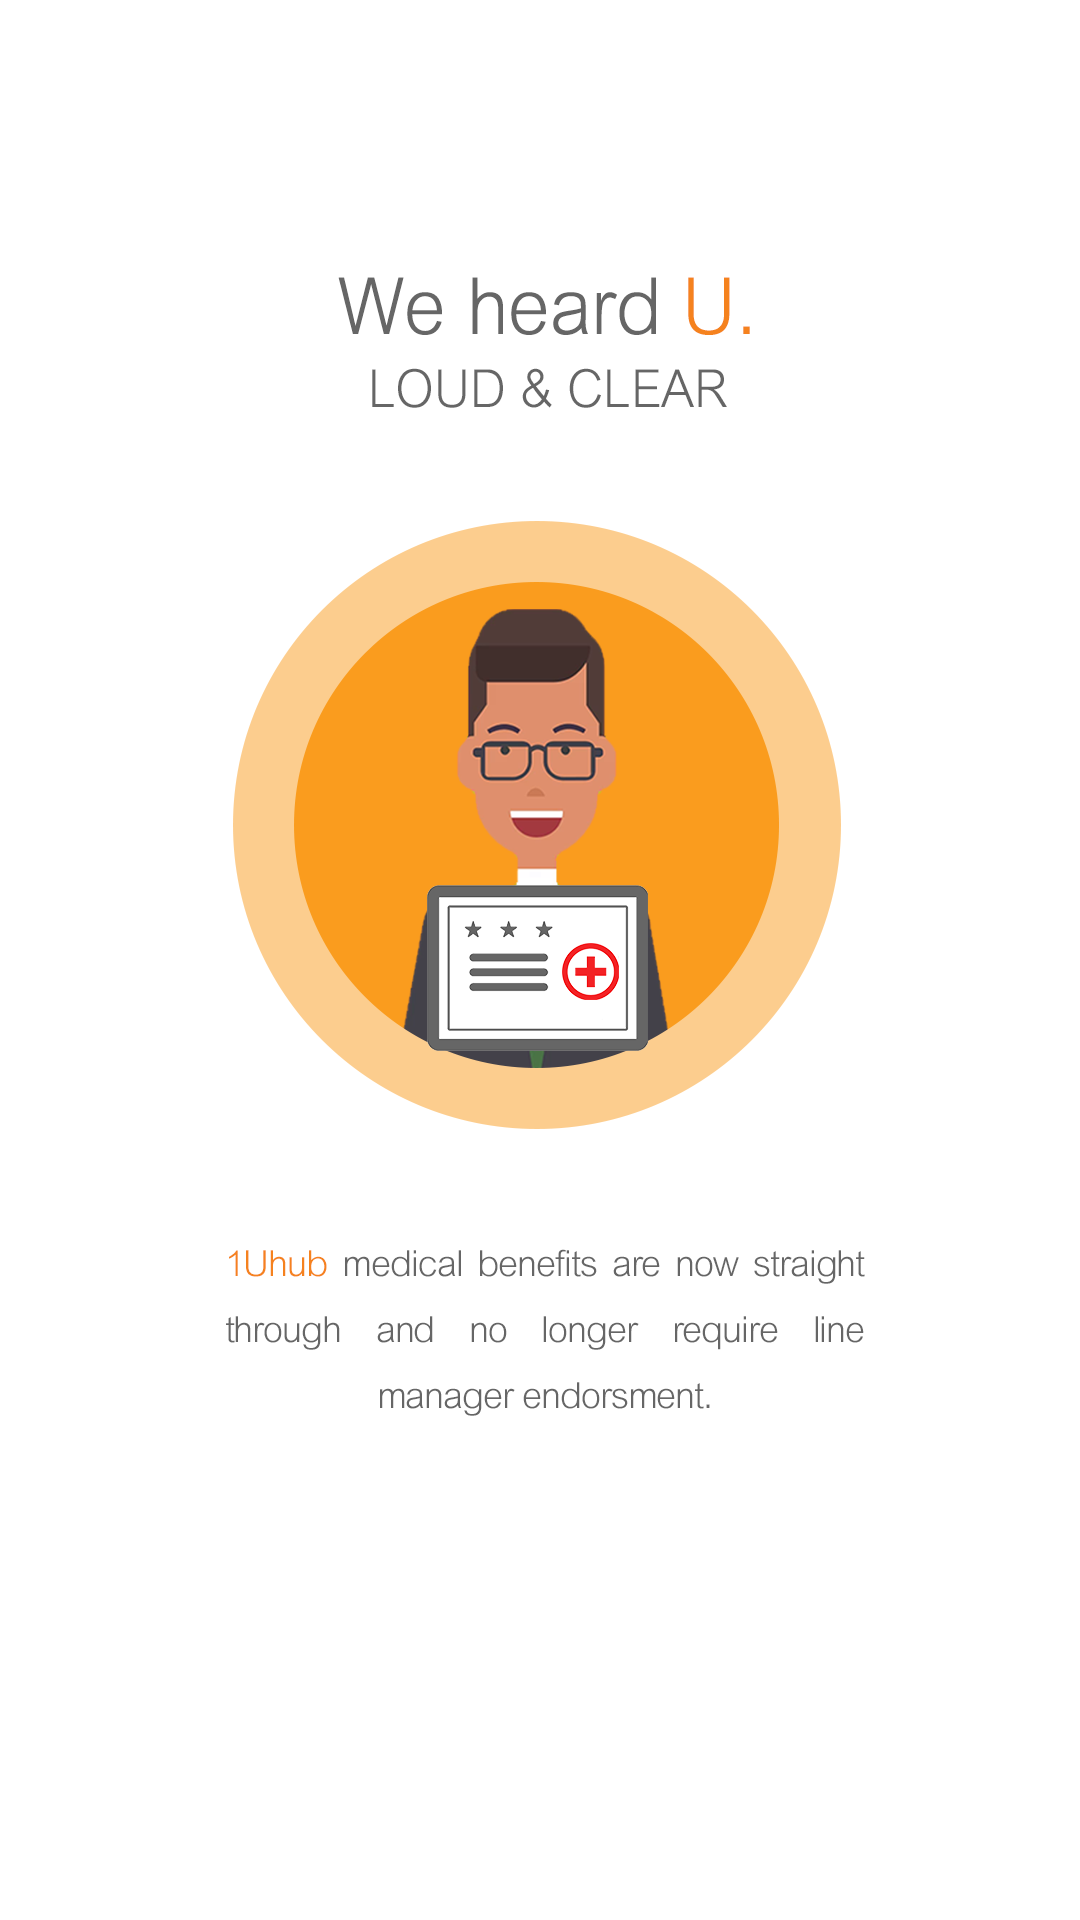 We heard U.
LOUD & CLEAR
1Uhub medical benefits are now straight
through and no longer require line
manager endorsment.